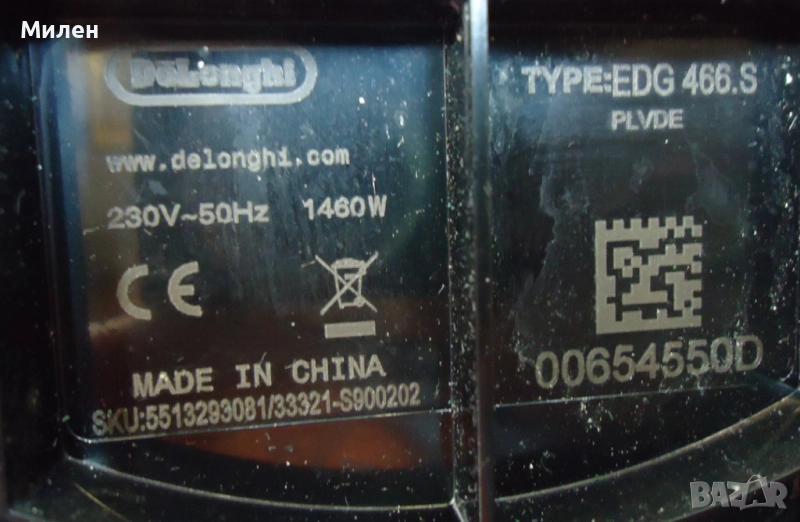 Милен
DeLonghi
www.delonghi.com
230V~50Hz 1460W
CE
MADE IN CHINA
SKU:5513293081/33321-S900202
TYPE:EDG 466.S
PLVDE
00654550D
BAZAR